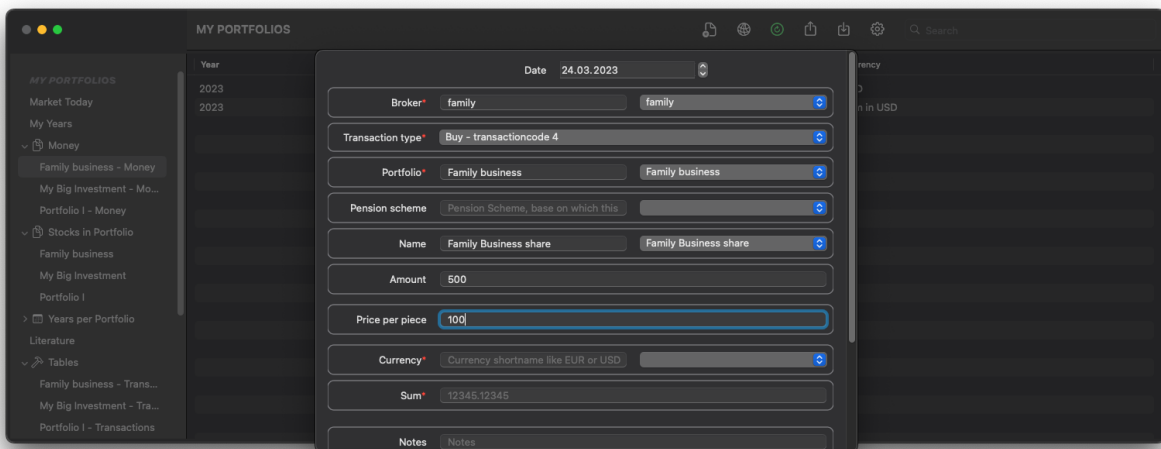 MY PORTFOLIOS
Search
MY PORTFOLIOS
Market Today
My Years
Money
Family business - Money
My Big Investment - Mo...
Portfolio I - Money
Stocks in Portfolio
Family business
My Big Investment
Portfolio I
Years per Portfolio
Literature
Tables
Family business - Trans...
My Big Investment - Tra...
Portfolio I - Transactions
Year
2023
2023
rency
n in USD
Date 24.03.2023
Broker* family family
Transaction type* Buy - transactioncode 4
Portfolio* Family business Family business
Pension scheme Pension Scheme, base on which this
Name Family Business share Family Business share
Amount 500
Price per piece 100
Currency* Currency shortname like EUR or USD
Sum* 12345.12345
Notes Notes